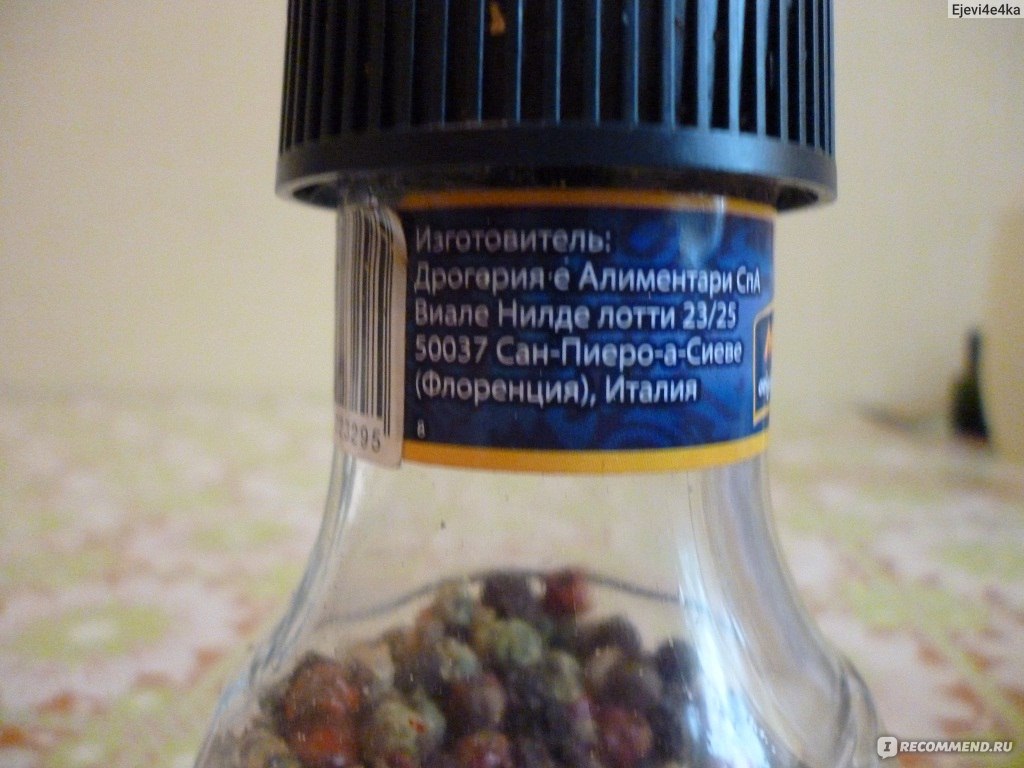 Ejevi4e4ka
Изготовитель:
Дрогерия е Алиментари СпА
Виале Нилде лотти 23/25
50037 Сан-Пиеро-а-Сиеве
(Флоренция), Италия
8
23295
I RECOMMEND.RU